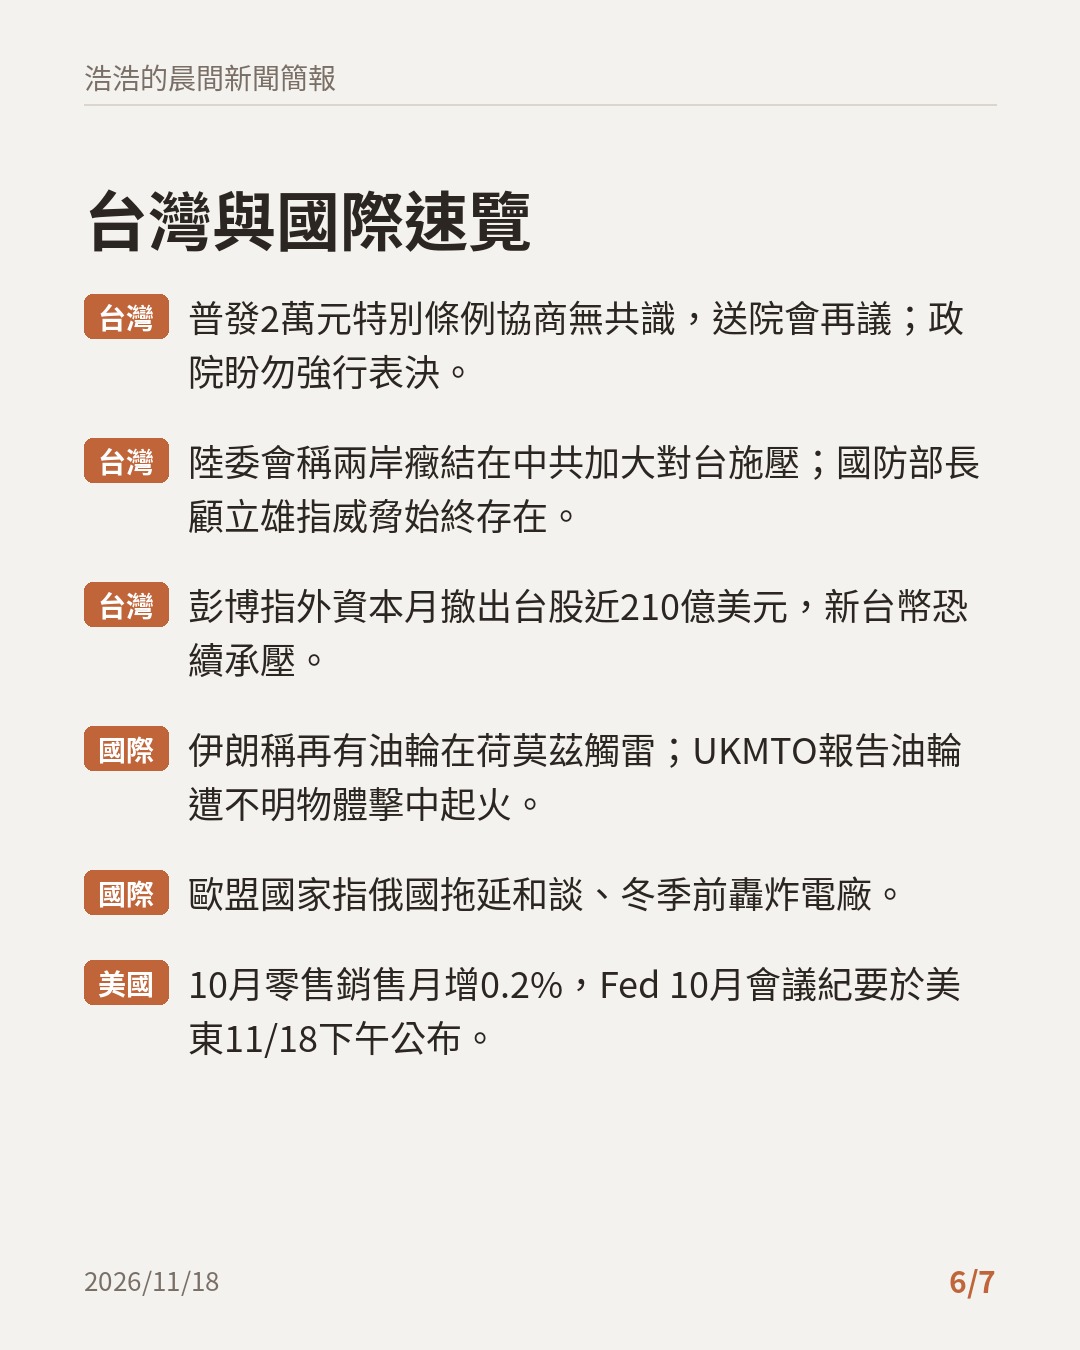 浩浩的晨間新聞簡報
台灣與國際速覽
台灣 普發2萬元特別條例協商無共識，送院會再議；政
院盼勿強行表決。
台灣 陸委會稱兩岸癥結在中共加大對台施壓；國防部長
顧立雄指威脅始終存在。
台灣 彭博指外資本月撤出台股近210億美元，新台幣恐
續承壓。
國際 伊朗稱再有油輪在荷莫茲觸雷；UKMTO報告油輪
遭不明物體擊中起火。
國際 歐盟國家指俄國拖延和談、冬季前轟炸電廠。
美國 10月零售銷售月增0.2%，Fed 10月會議紀要於美
東11/18下午公布。
2026/11/18
6/7